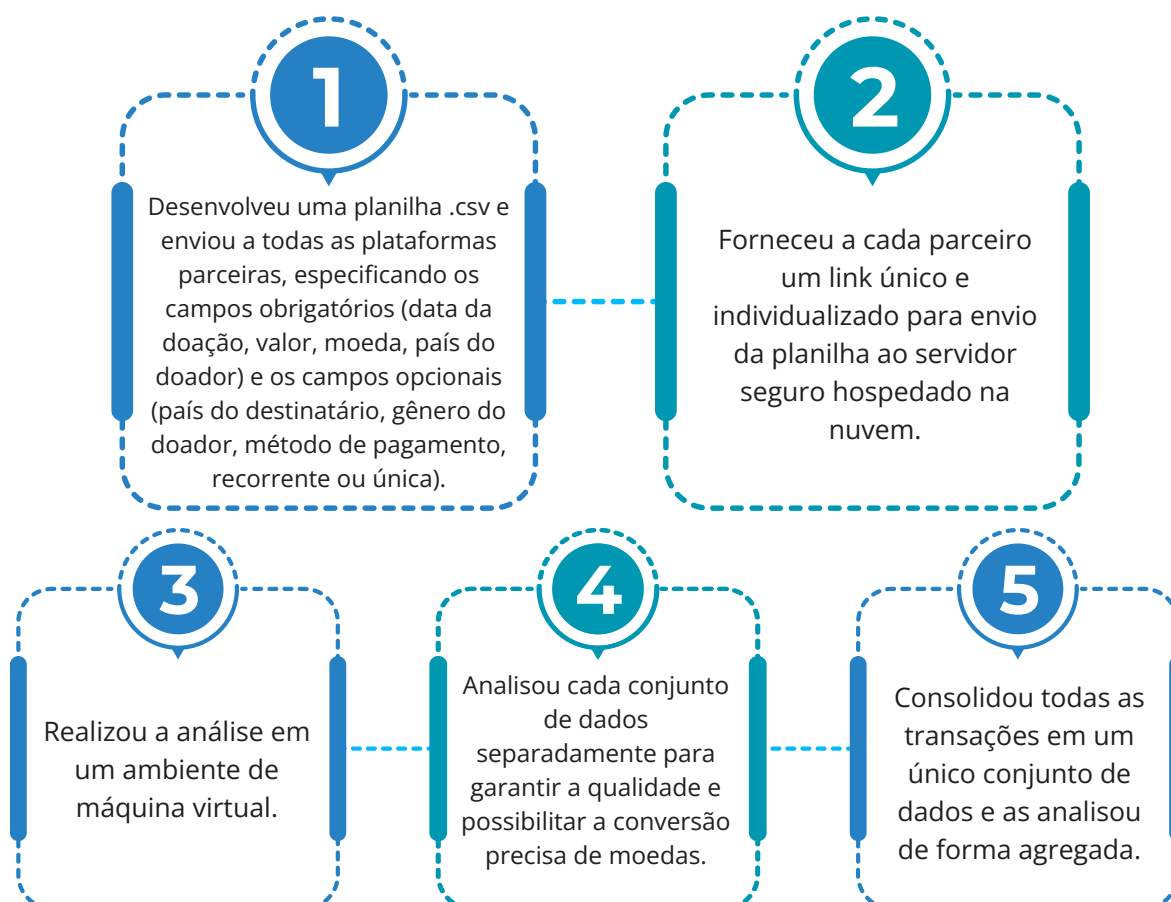 1
Desenvolveu uma planilha .csv e
enviou a todas as plataformas
parceiras, especificando os
campos obrigatórios (data da
doação, valor, moeda, país do
doador) e os campos opcionais
(país do destinatário, gênero do
doador, método de pagamento,
recorrente ou única).
2
Forneceu a cada parceiro
um link único e
individualizado para envio
da planilha ao servidor
seguro hospedado na
nuvem.
3
Realizou a análise em
um ambiente de
máquina virtual.
4
Analisou cada conjunto
de dados
separadamente para
garantir a qualidade e
possibilitar a conversão
precisa de moedas.
5
Consolidou todas as
transações em um
único conjunto de
dados e as analisou
de forma agregada.